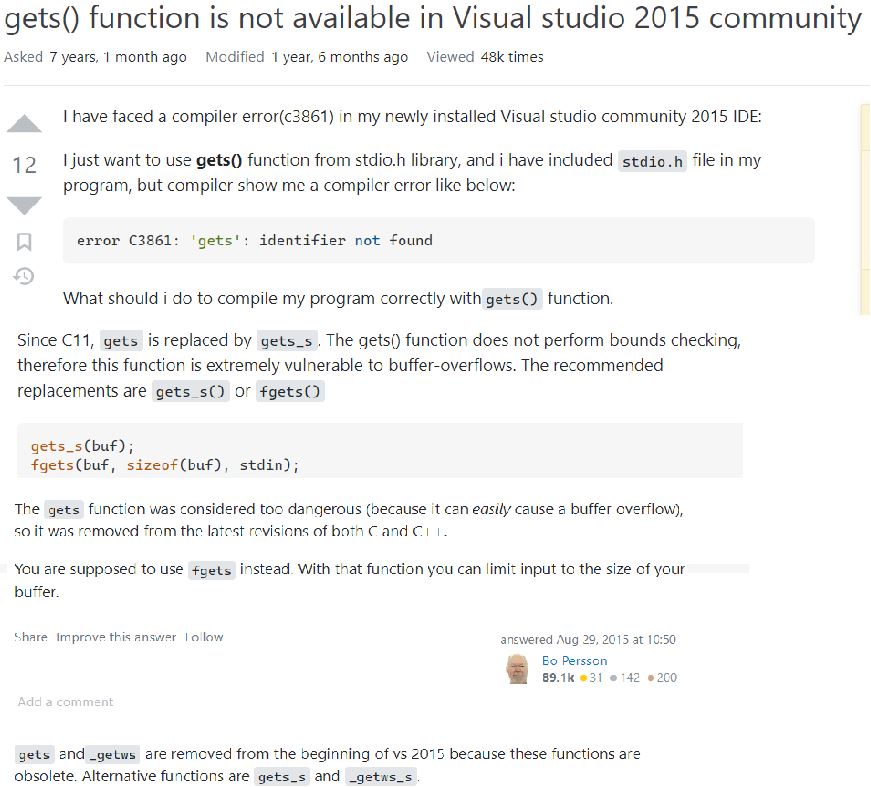 gets() function is not available in Visual studio 2015 community
Asked 7 years, 1 month ago Modified 1 year, 6 months ago Viewed 48k times
I have faced a compiler error(c3861) in my newly installed Visual studio community 2015 IDE:
12
I just want to use gets() function from stdio.h library, and i have included stdio.h file in my
program, but compiler show me a compiler error like below:
error C3861: 'gets': identifier not found
What should i do to compile my program correctly with gets() function.
Since C11, gets is replaced by gets_s. The gets() function does not perform bounds checking,
therefore this function is extremely vulnerable to buffer-overflows. The recommended
replacements are gets_s() or fgets()
gets_s(buf);
fgets(buf, sizeof(buf), stdin);
The gets function was considered too dangerous (because it can easily cause a buffer overflow),
so it was removed from the latest revisions of both C and C++.
You are supposed to use fgets instead. With that function you can limit input to the size of your
buffer.
Share Improve this answer Follow
answered Aug 29, 2015 at 10:50
Bo Persson
89.1k 31 142 200
Add a comment
gets and _getws are removed from the beginning of vs 2015 because these functions are
obsolete. Alternative functions are gets_s and _getws_s.